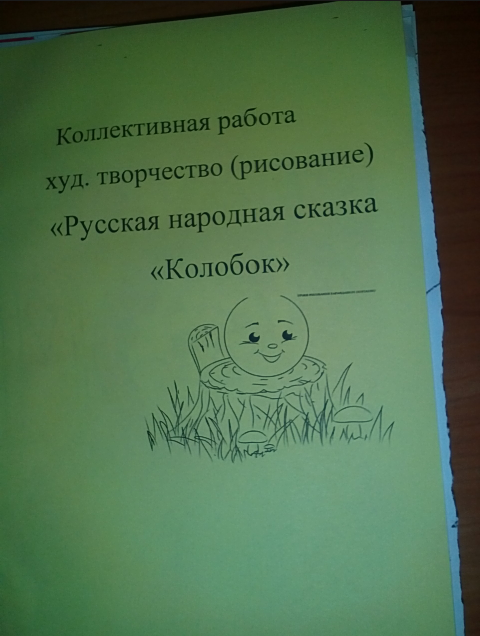 Коллективная работа
худ. творчество (рисование)
«Русская народная сказка
«Колобок»